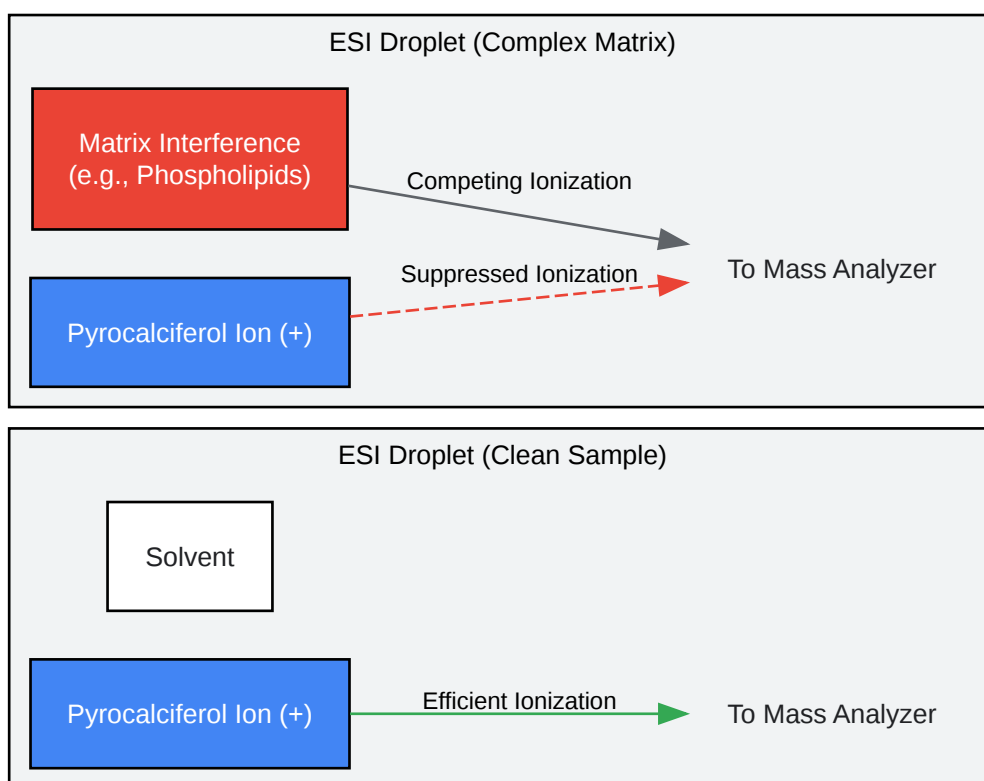 ESI Droplet (Complex Matrix)
Matrix Interference
(e.g., Phospholipids)
Competing Ionization
Suppressed Ionization
To Mass Analyzer
Pyrocalciferol Ion (+)
ESI Droplet (Clean Sample)
Solvent
Pyrocalciferol Ion (+)
Efficient Ionization
To Mass Analyzer